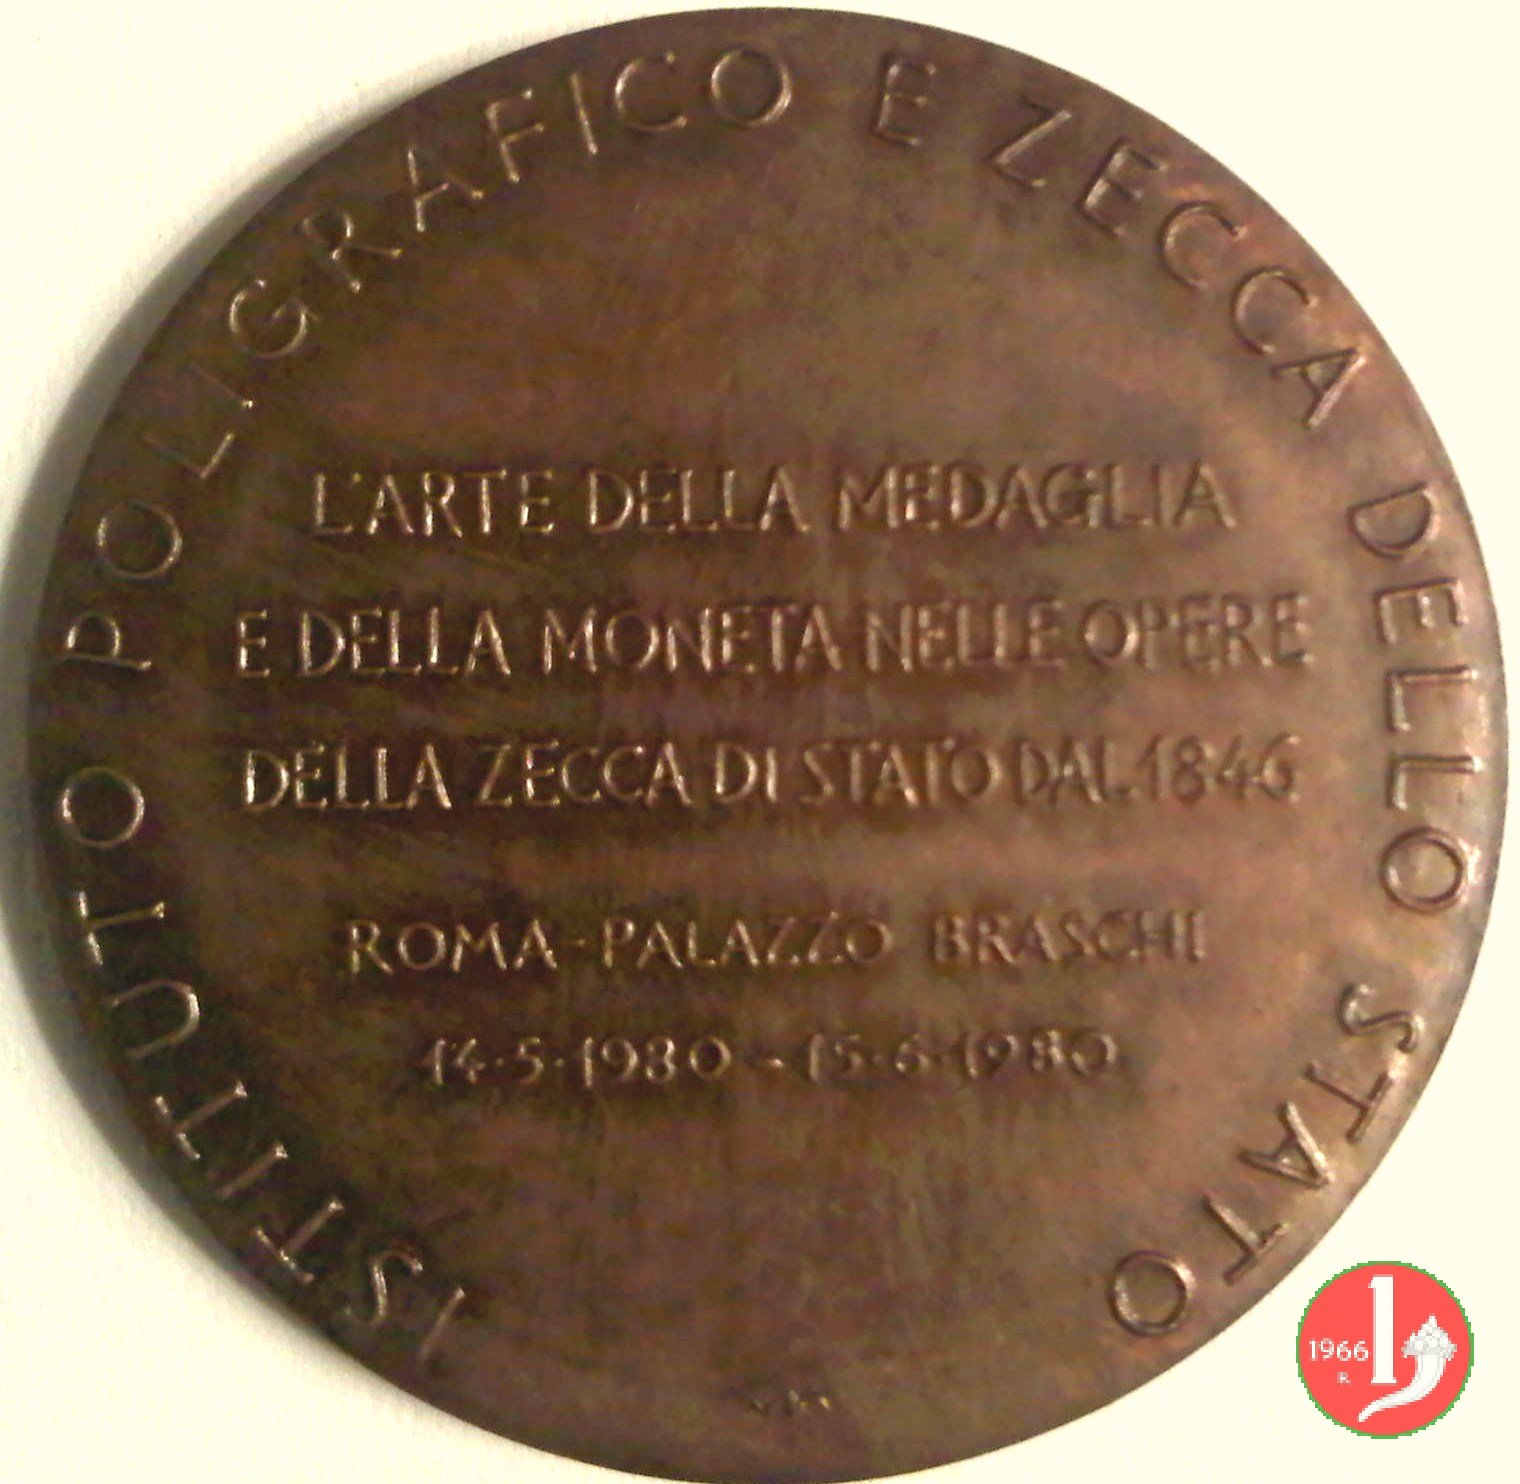 ISTITUTO POLIGRAFICO E ZECCA DELLO STATO
L'ARTE DELLA MEDAGLIA
E DELLA MONETA NELLE OPERE
DELLA ZECCA DI STATO DAL 1846
ROMA-PALAZZO BRASCHI
14·5·1980-15·6·1980
1966
R
1